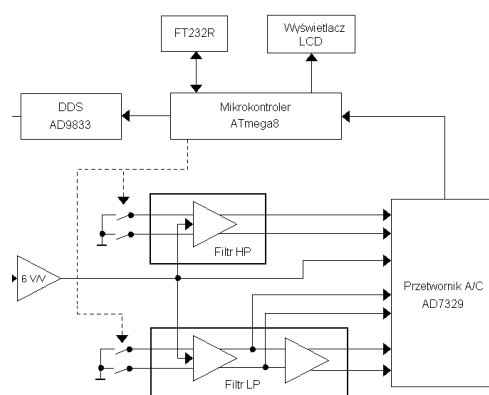 FT232R
Wyświetlacz
LCD
DDS
AD9833
Mikrokontroler
ATmega8
Filtr HP
6 V/V
Przetwornik A/C
AD7329
Filtr LP